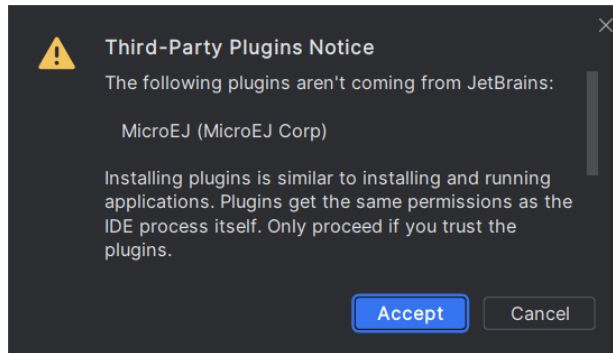 Third-Party Plugins Notice
The following plugins aren't coming from JetBrains:
MicroEJ (MicroEJ Corp)
Installing plugins is similar to installing and running
applications. Plugins get the same permissions as the
IDE process itself. Only proceed if you trust the
plugins.
Accept Cancel